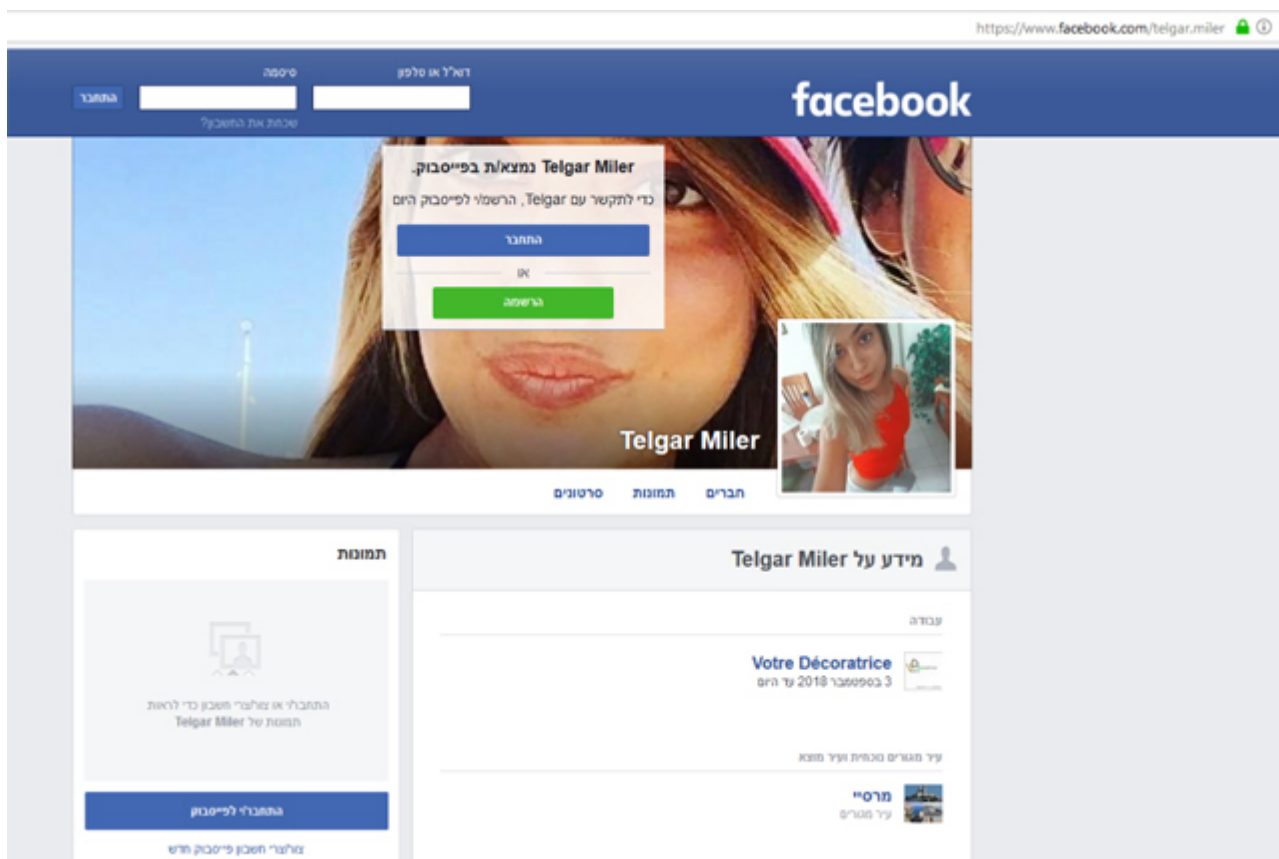 https://www.facebook.com/telgar.miler
facebook
דוא"ל או טלפון
סיסמה
התחבר
שכחת את החשבון?
Telgar Miler נמצא/ת בפייסבוק.
כדי לתקשר עם Telgar, הרשמ/י לפייסבוק היום
התחבר
או
הרשמה
Telgar Miler
חברים
תמונות
סרטונים
מידע על Telgar Miler
עבודה
Votre Décoratrice
3 בספטמבר 2018 עד היום
עיר מגורים נוכחית ועיר מוצא
מרסיי
עיר מגורים
תמונות
התחבר/י או צור/צרי חשבון כדי לראות
תמונות של Telgar Miler
התחבר/י לפייסבוק
צור/צרי חשבון פייסבוק חדש